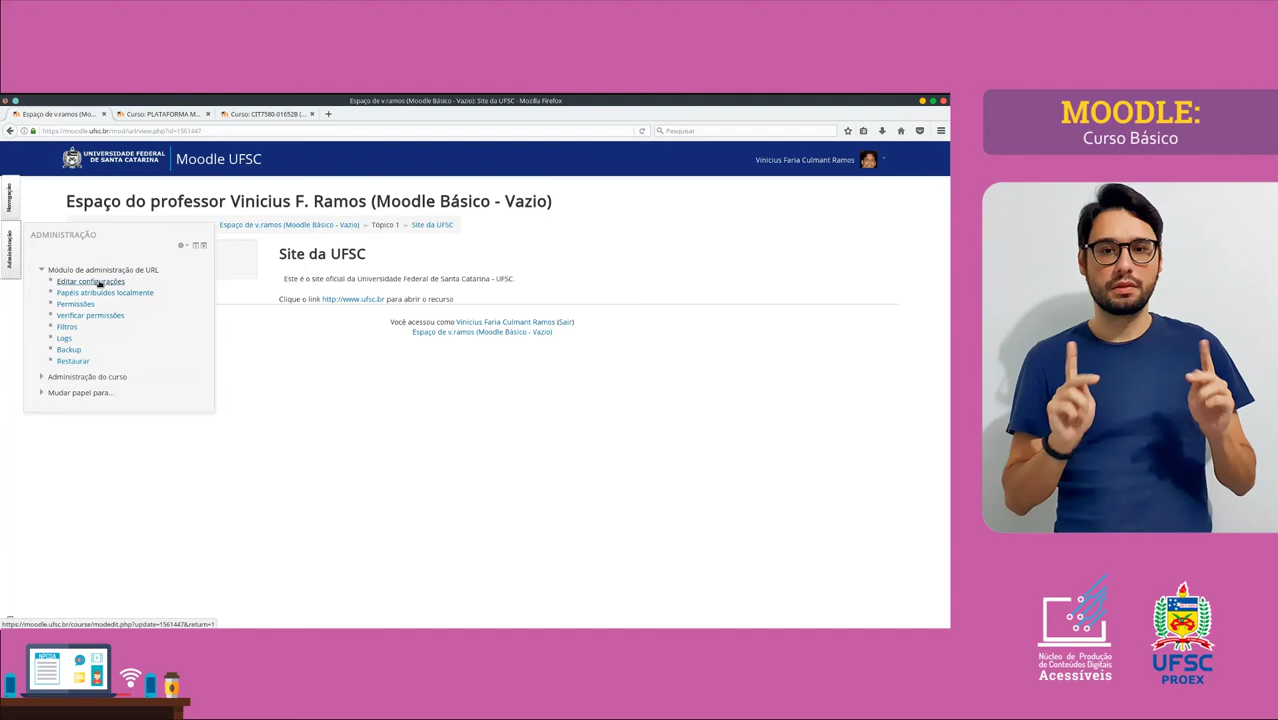 Espaço de v.ramos (Moodle Básico - Vazio): Site da UFSC - Mozilla Firefox
Espaço de v.ramos (Mo...
Curso: PLATAFORMA M...
Curso: CIT7580-01652B (...
https://moodle.ufsc.br/mod/url/view.php?id=1561447
Pesquisar
UNIVERSIDADE FEDERAL
DE SANTA CATARINA
Moodle UFSC
Vinicius Faria Culmant Ramos
Navegação
Administração
Espaço do professor Vinicius F. Ramos (Moodle Básico - Vazio)
Espaço de v.ramos (Moodle Básico - Vazio) » Tópico 1 » Site da UFSC
ADMINISTRAÇÃO
Módulo de administração de URL
Editar configurações
Papéis atribuídos localmente
Permissões
Verificar permissões
Filtros
Logs
Backup
Restaurar
Administração do curso
Mudar papel para...
Site da UFSC
Este é o site oficial da Universidade Federal de Santa Catarina - UFSC.
Clique o link http://www.ufsc.br para abrir o recurso
Você acessou como Vinicius Faria Culmant Ramos (Sair)
Espaço de v.ramos (Moodle Básico - Vazio)
https://moodle.ufsc.br/course/modedit.php?update=1561447&return=1
MOODLE:
Curso Básico
NPCDA
Núcleo de Produção
de Conteúdos Digitais
Acessíveis
UFSC
PROEX